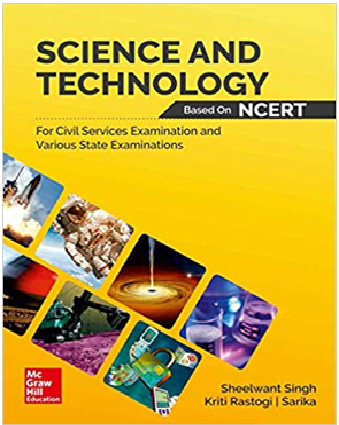 SCIENCE AND
TECHNOLOGY
Based On NCERT
For Civil Services Examination and
Various State Examinations
Mc
Graw
Hill
Education
Sheelwant Singh
Kriti Rastogi | Sarika